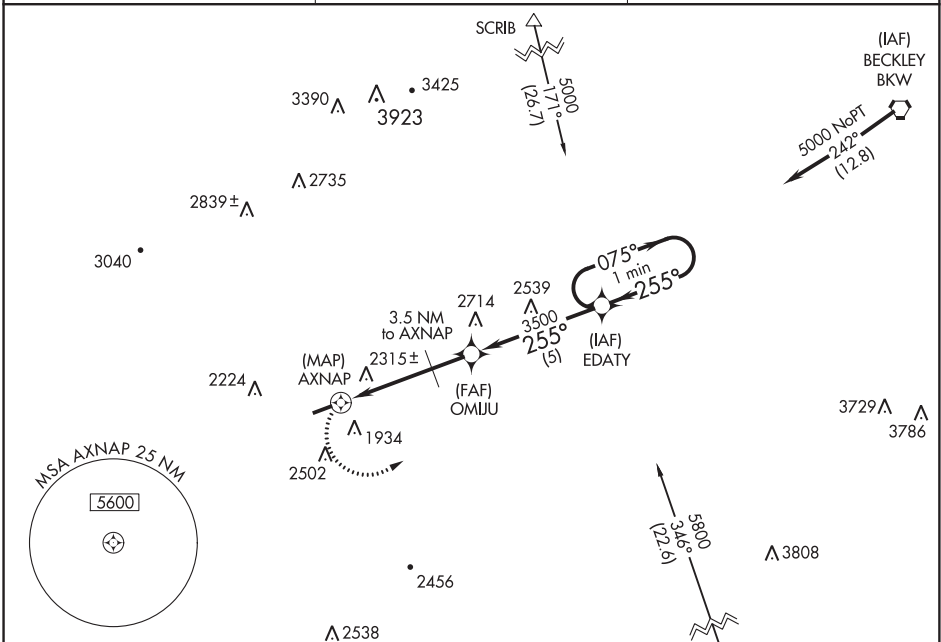 SCRIB
5000
171°
(26.7)
(IAF)
BECKLEY
BKW
5000 NoPT
242°
(12.8)
3390
3923
3425
2735
2839±
3040
075°
1 min
255°
2539
2714
3500
255°
(5)
(IAF)
EDATY
3.5 NM
to AXNAP
(MAP)
AXNAP
2315±
(FAF)
OMIJU
2224
1934
2502
3729
3786
MSA AXNAP 25 NM
5600
5800
346°
(22.6)
3808
2456
2538